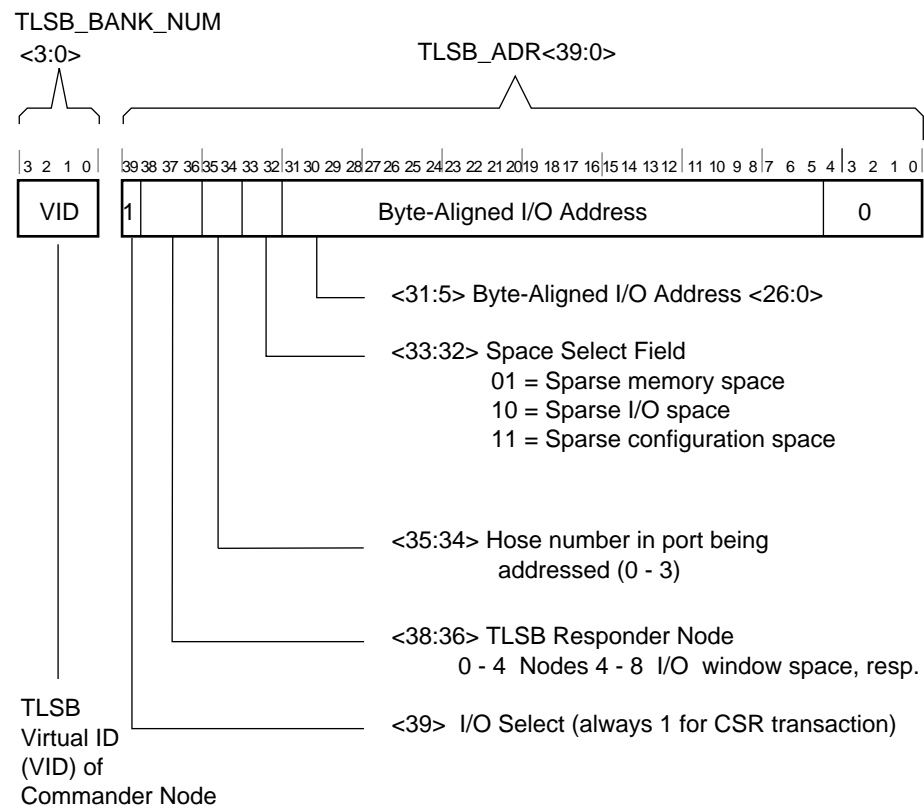 TLSB_BANK_NUM
<3:0>
TLSB_ADR<39:0>
3 2 1 0 39 38 37 36 35 34 33 32 31 30 29 28 27 26 25 24 23 22 21 20 19 18 17 16 15 14 13 12 11 10 9 8 7 6 5 4 3 2 1 0
VID 1 Byte-Aligned I/O Address 0
<31:5> Byte-Aligned I/O Address <26:0>
<33:32> Space Select Field
01 = Sparse memory space
10 = Sparse I/O space
11 = Sparse configuration space
<35:34> Hose number in port being
addressed (0 - 3)
<38:36> TLSB Responder Node
0 - 4 Nodes 4 - 8 I/O window space, resp.
<39> I/O Select (always 1 for CSR transaction)
TLSB
Virtual ID
(VID) of
Commander Node